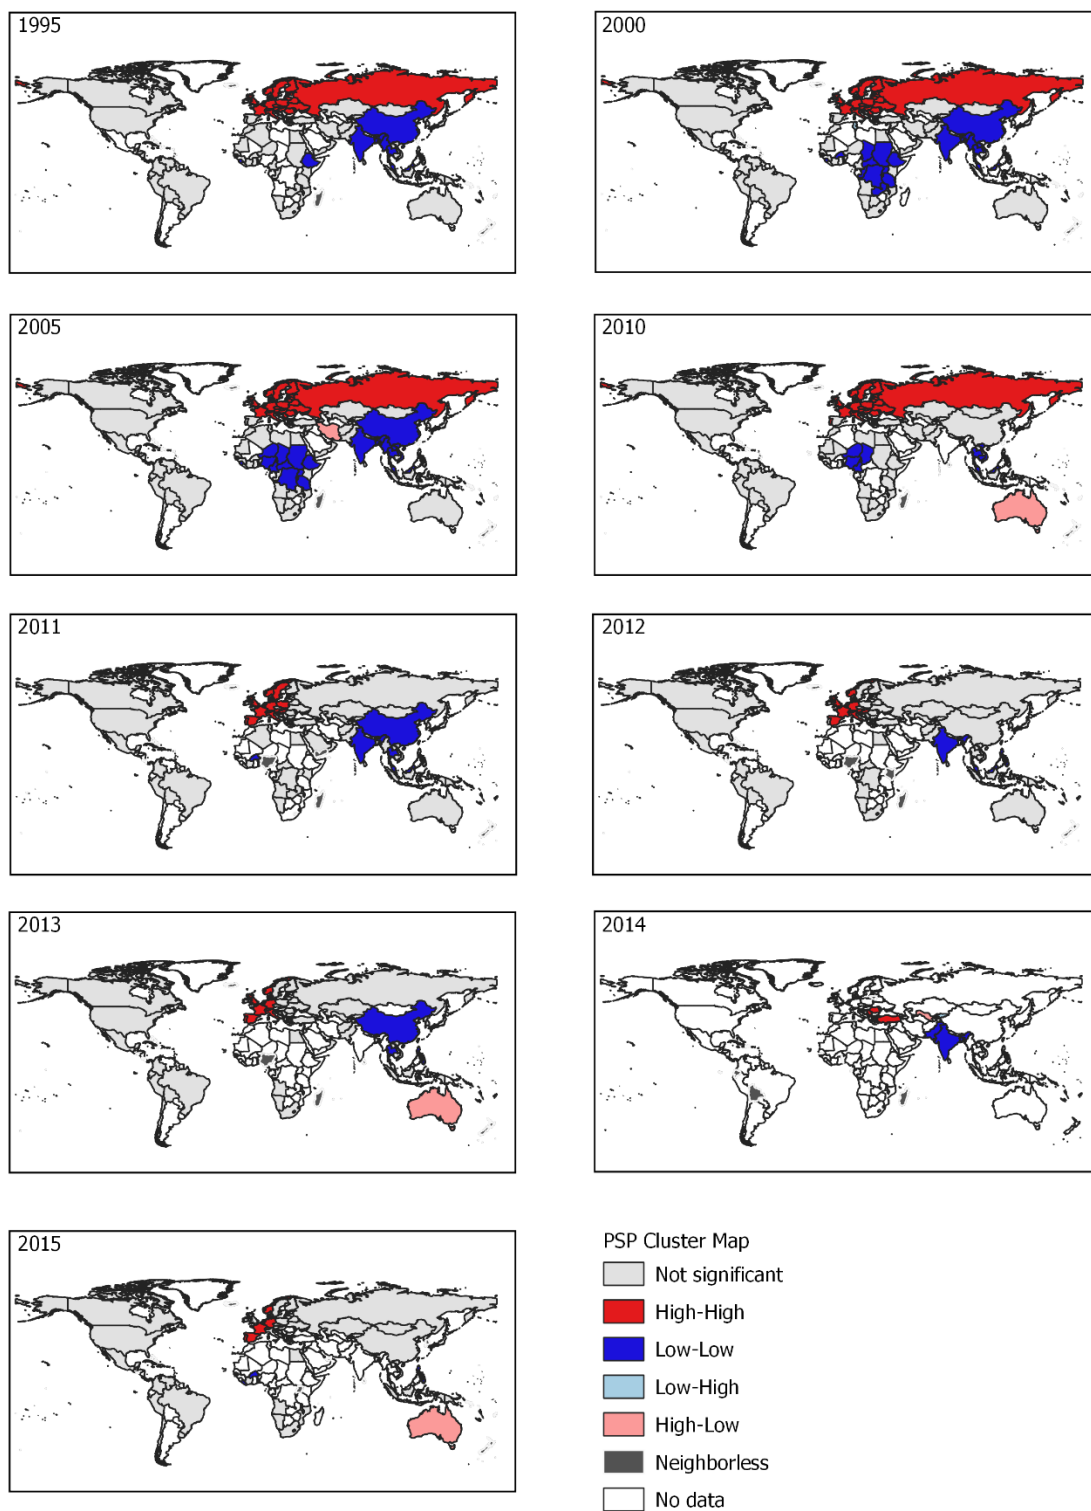 1995
2000
2005
2010
2011
2012
2013
2014
2015
PSP Cluster Map
Not significant
High-High
Low-Low
Low-High
High-Low
Neighborless
No data